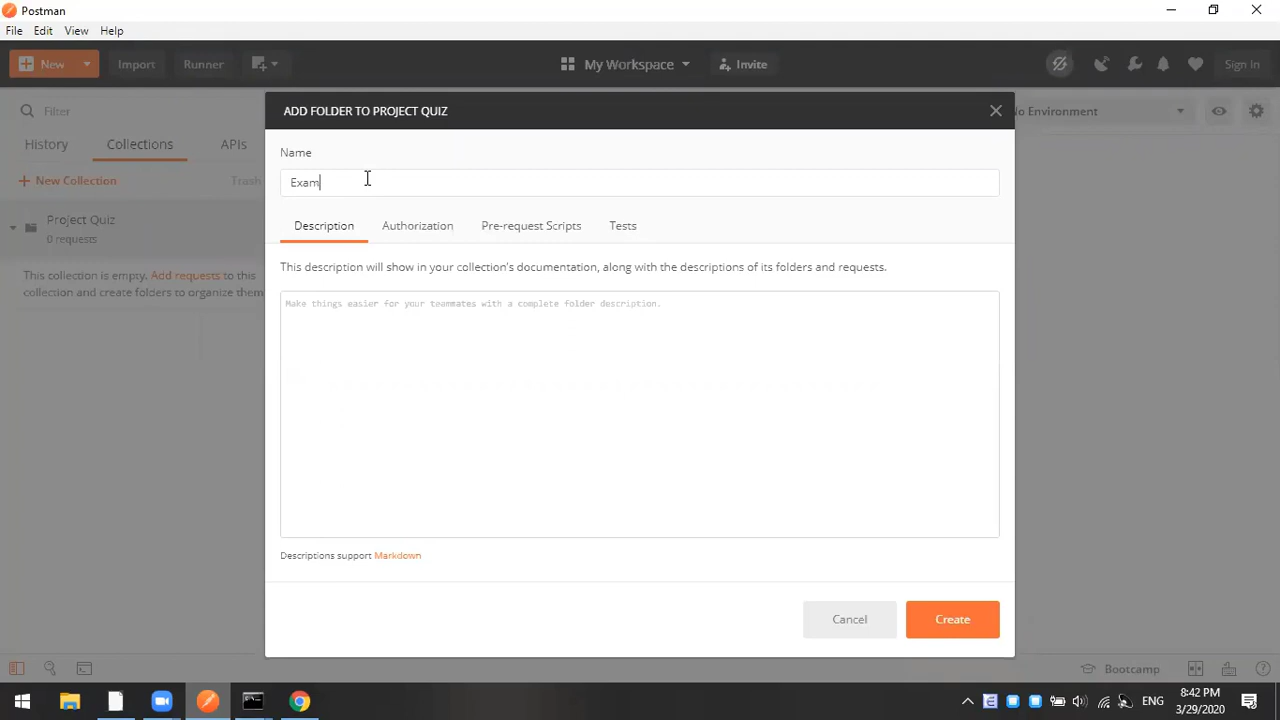 Postman
File Edit View Help
New Import Runner My Workspace Invite Sign In
Filter
History Collections APIs
New Collection Trash
Project Quiz
0 requests
This collection is empty. Add requests to this
collection and create folders to organize them
No Environment
ADD FOLDER TO PROJECT QUIZ
Name
Exam
Description Authorization Pre-request Scripts Tests
This description will show in your collection's documentation, along with the descriptions of its folders and requests.
Make things easier for your teammates with a complete folder description.
Descriptions support Markdown
Cancel Create
Bootcamp
ENG
8:42 PM
3/29/2020